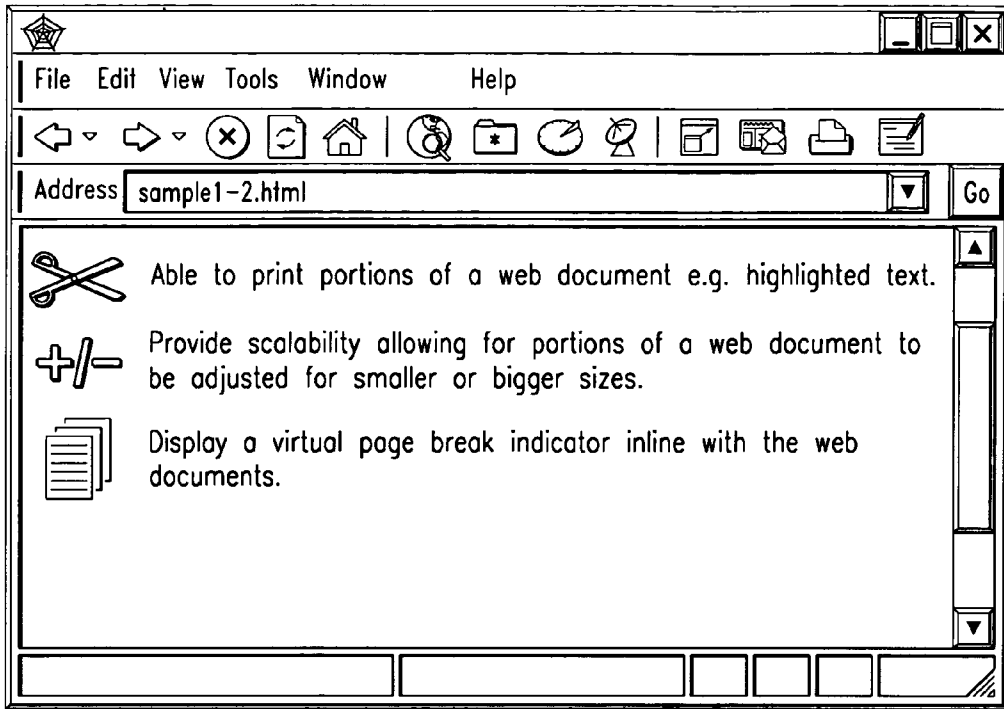 File Edit View Tools Window Help
Address sample1-2.html Go
Able to print portions of a web document e.g. highlighted text.
Provide scalability allowing for portions of a web document to
be adjusted for smaller or bigger sizes.
Display a virtual page break indicator inline with the web
documents.